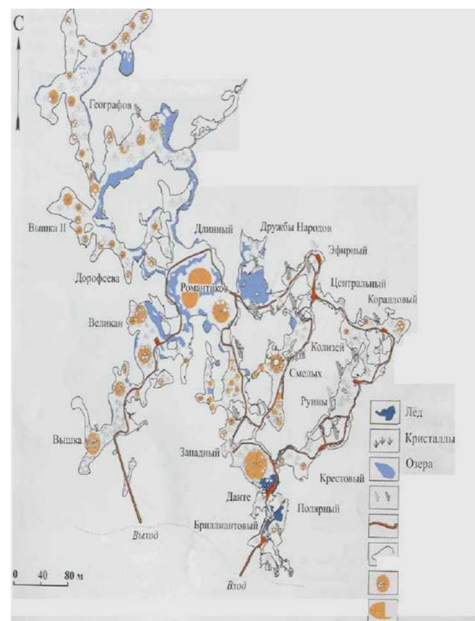 С
Географов
Вышка II
Длинный
Дружбы Народов
Эфирный
Дорофеева
Романтиков
Центральный
Коралловый
Великан
Колизей
Смелых
Руины
Вышка
Западный
Крестовый
Данте
Полярный
Бриллиантовый
Выход
Вход
0 40 80 м
Лёд
Кристаллы
Озера